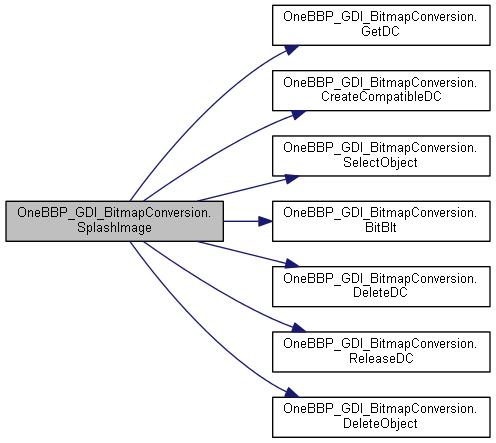 OneBBP_GDI_BitmapConversion.
GetDC
OneBBP_GDI_BitmapConversion.
CreateCompatibleDC
OneBBP_GDI_BitmapConversion.
SelectObject
OneBBP_GDI_BitmapConversion.
SplashImage
OneBBP_GDI_BitmapConversion.
BitBlt
OneBBP_GDI_BitmapConversion.
DeleteDC
OneBBP_GDI_BitmapConversion.
ReleaseDC
OneBBP_GDI_BitmapConversion.
DeleteObject